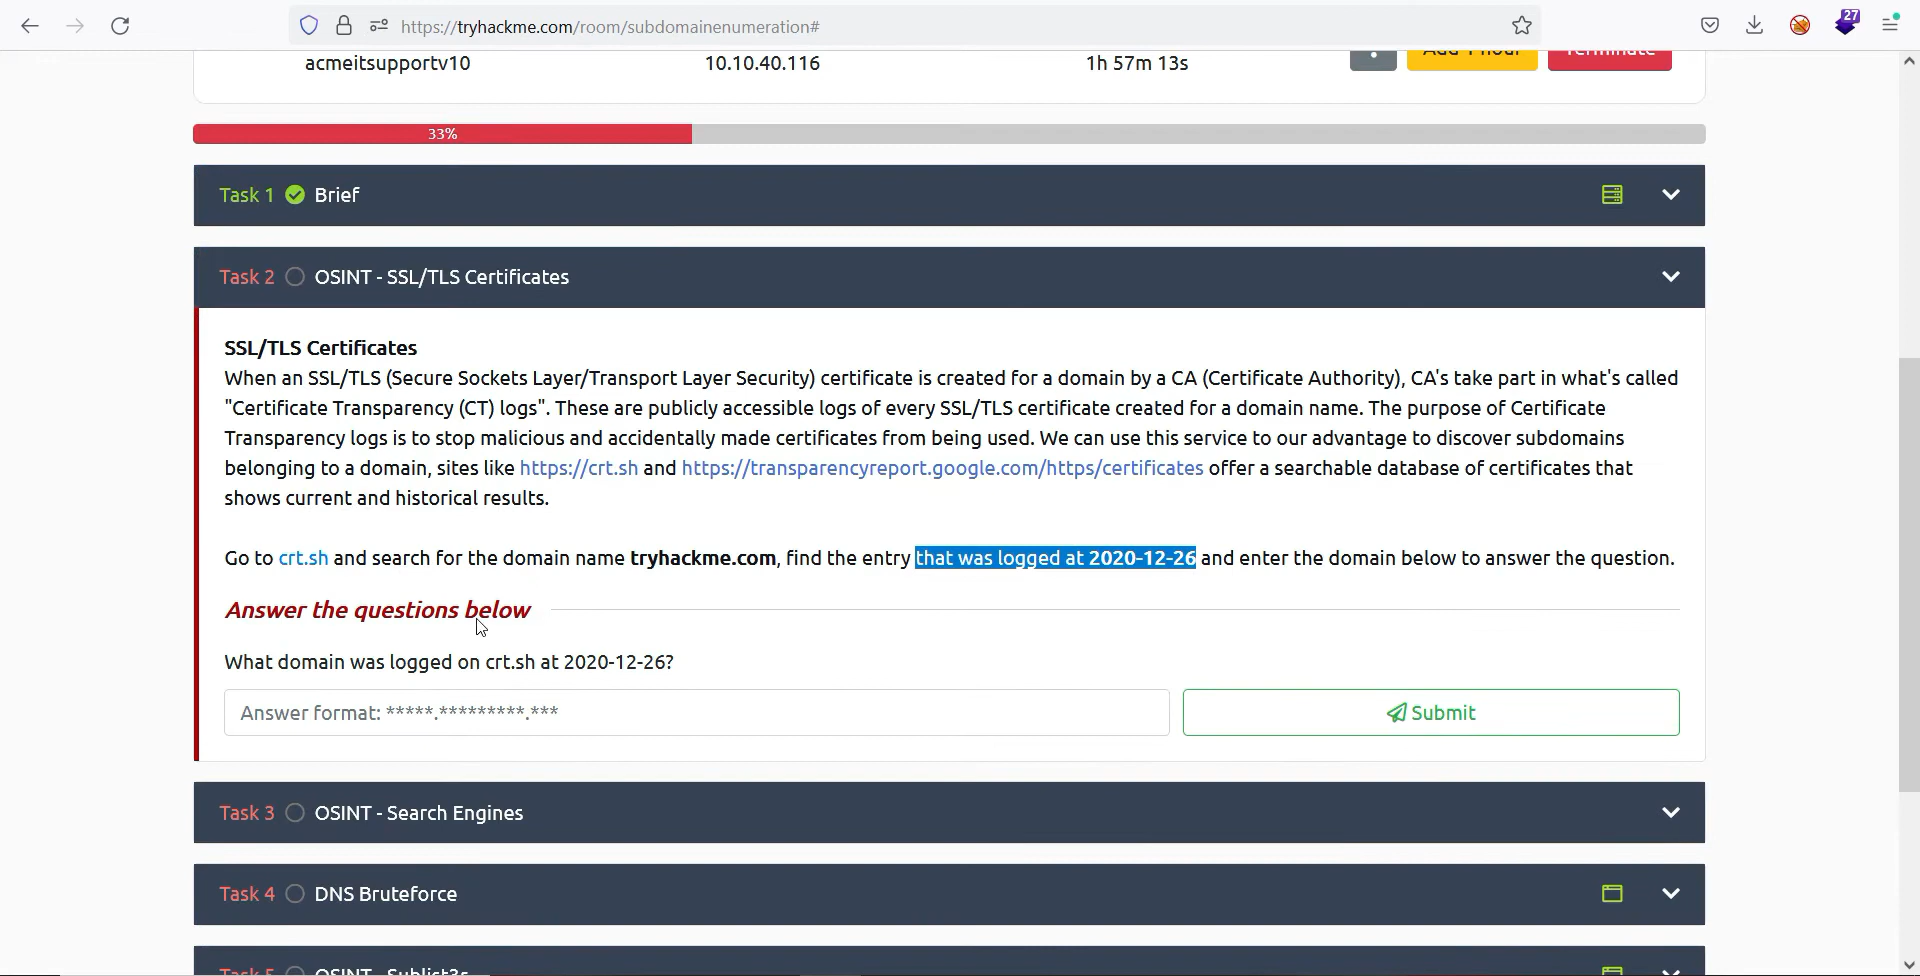 https://tryhackme.com/room/subdomainenumeration#
27
acmeitsupportv10 10.10.40.116 1h 57m 13s Add 1 hour Terminate
33%
Task 1 Brief
Task 2 OSINT - SSL/TLS Certificates
SSL/TLS Certificates
When an SSL/TLS (Secure Sockets Layer/Transport Layer Security) certificate is created for a domain by a CA (Certificate Authority), CA's take part in what's called
"Certificate Transparency (CT) logs". These are publicly accessible logs of every SSL/TLS certificate created for a domain name. The purpose of Certificate
Transparency logs is to stop malicious and accidentally made certificates from being used. We can use this service to our advantage to discover subdomains
belonging to a domain, sites like https://crt.sh and https://transparencyreport.google.com/https/certificates offer a searchable database of certificates that
shows current and historical results.
Go to crt.sh and search for the domain name tryhackme.com, find the entry that was logged at 2020-12-26 and enter the domain below to answer the question.
Answer the questions below
What domain was logged on crt.sh at 2020-12-26?
Answer format: *****.*********.*** Submit
Task 3 OSINT - Search Engines
Task 4 DNS Bruteforce
Task 5 OSINT - Sublist3r